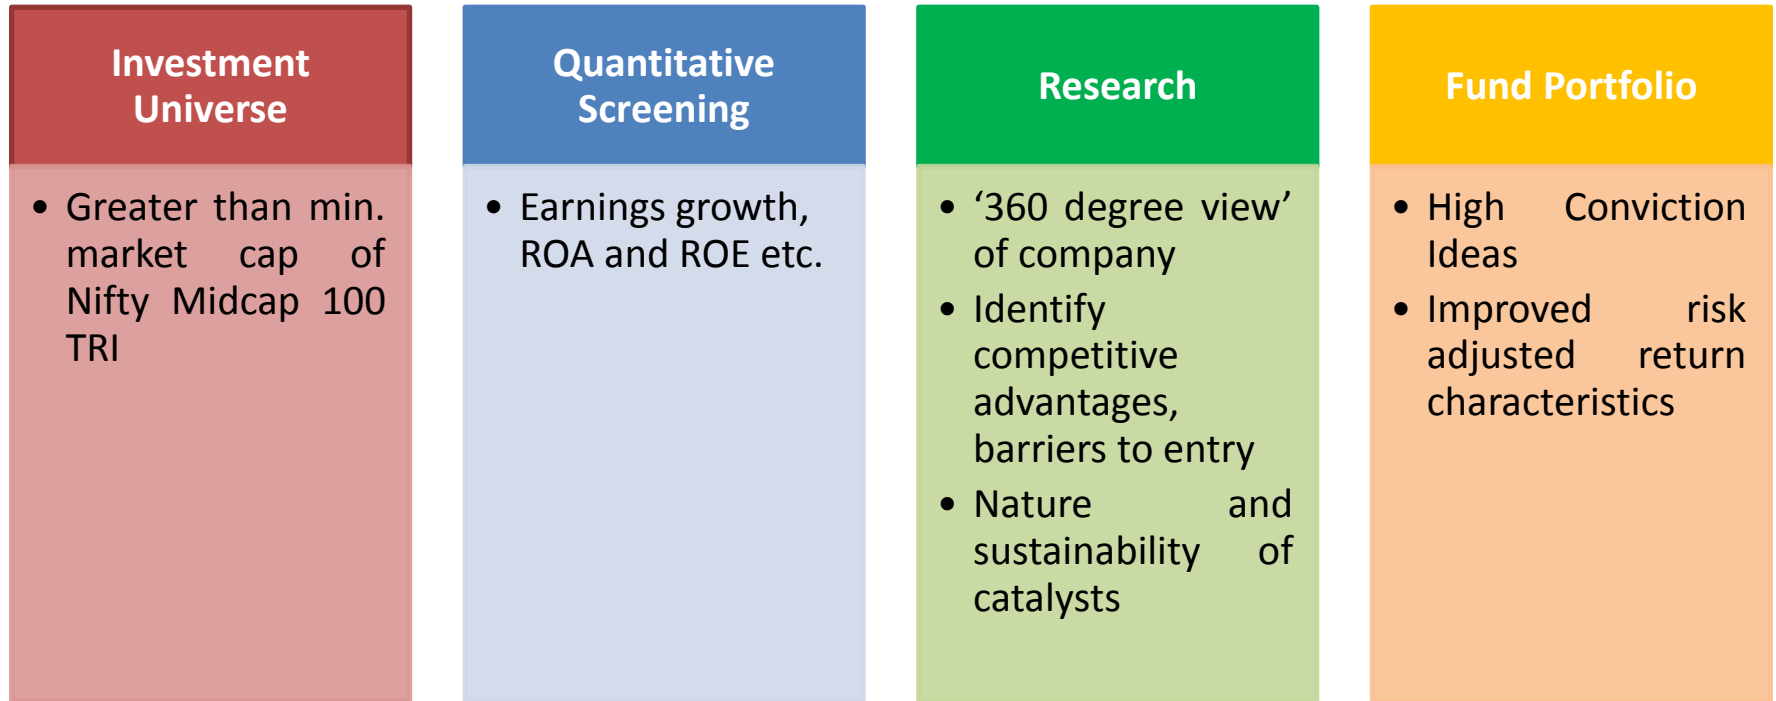 Investment
Universe
• Greater than min.
market cap of
Nifty Midcap 100
TRI
Quantitative
Screening
• Earnings growth,
ROA and ROE etc.
Research
• ‘360 degree view’
of company
• Identify
competitive
advantages,
barriers to entry
• Nature and
sustainability of
catalysts
Fund Portfolio
• High Conviction
Ideas
• Improved risk
adjusted return
characteristics